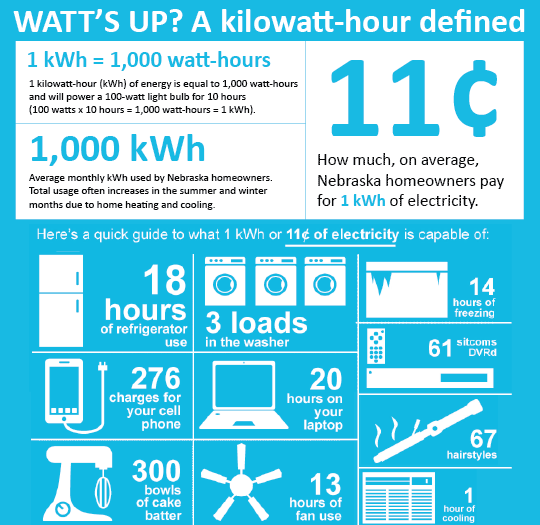 WATT'S UP? A kilowatt-hour defined
1 kWh = 1,000 watt-hours
1 kilowatt-hour (kWh) of energy is equal to 1,000 watt-hours
and will power a 100-watt light bulb for 10 hours
(100 watts x 10 hours = 1,000 watt-hours = 1 kWh).
1,000 kWh
Average monthly kWh used by Nebraska homeowners.
Total usage often increases in the summer and winter
months due to home heating and cooling.
11¢
How much, on average,
Nebraska homeowners pay
for 1 kWh of electricity.
Here's a quick guide to what 1 kWh or 11¢ of electricity is capable of:
18
hours
of refrigerator
use
3 loads
in the washer
14
hours of
freezing
61 sitcoms
DVRd
276
charges for
your cell
phone
20
hours on
your
laptop
67
hairstyles
300
bowls
of cake
batter
13
hours of
fan use
1
hour of
cooling